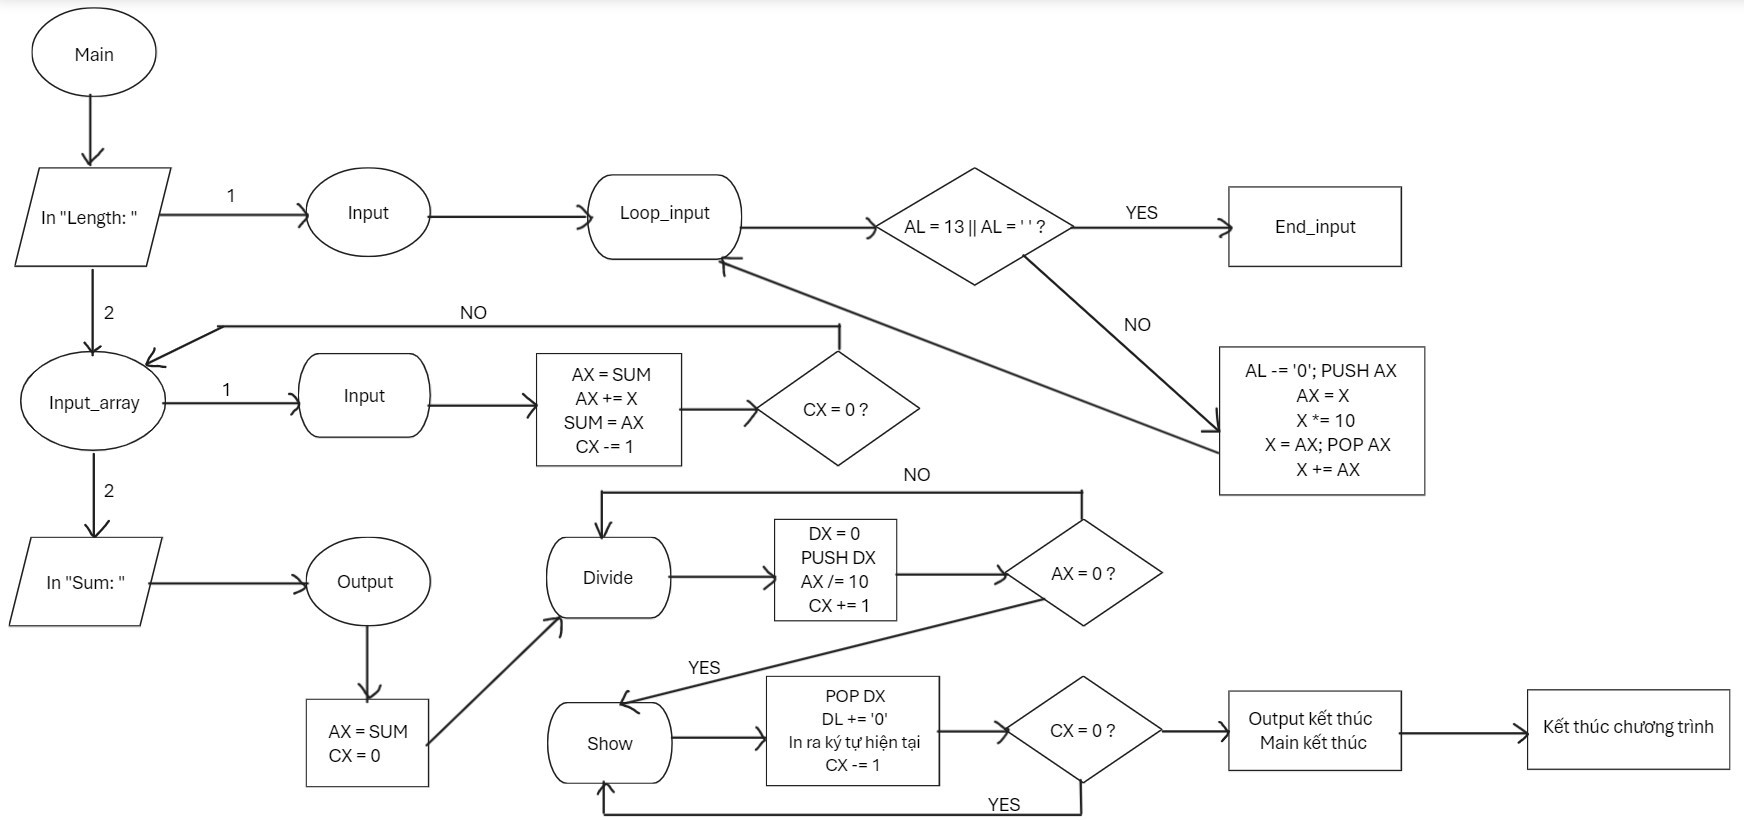 Main
In "Length: "
1
Input
Loop_input
AL = 13 || AL = ' ' ?
YES
End_input
2
NO
NO
Input_array
1
Input
AX = SUM
AX += X
SUM = AX
CX -= 1
CX = 0 ?
AL -= '0'; PUSH AX
AX = X
X *= 10
X = AX; POP AX
X += AX
2
NO
In "Sum: "
Output
Divide
DX = 0
PUSH DX
AX /= 10
CX += 1
AX = 0 ?
YES
AX = SUM
CX = 0
Show
POP DX
DL += '0'
In ra ký tự hiện tại
CX -= 1
CX = 0 ?
Output kết thúc
Main kết thúc
Kết thúc chương trình
YES